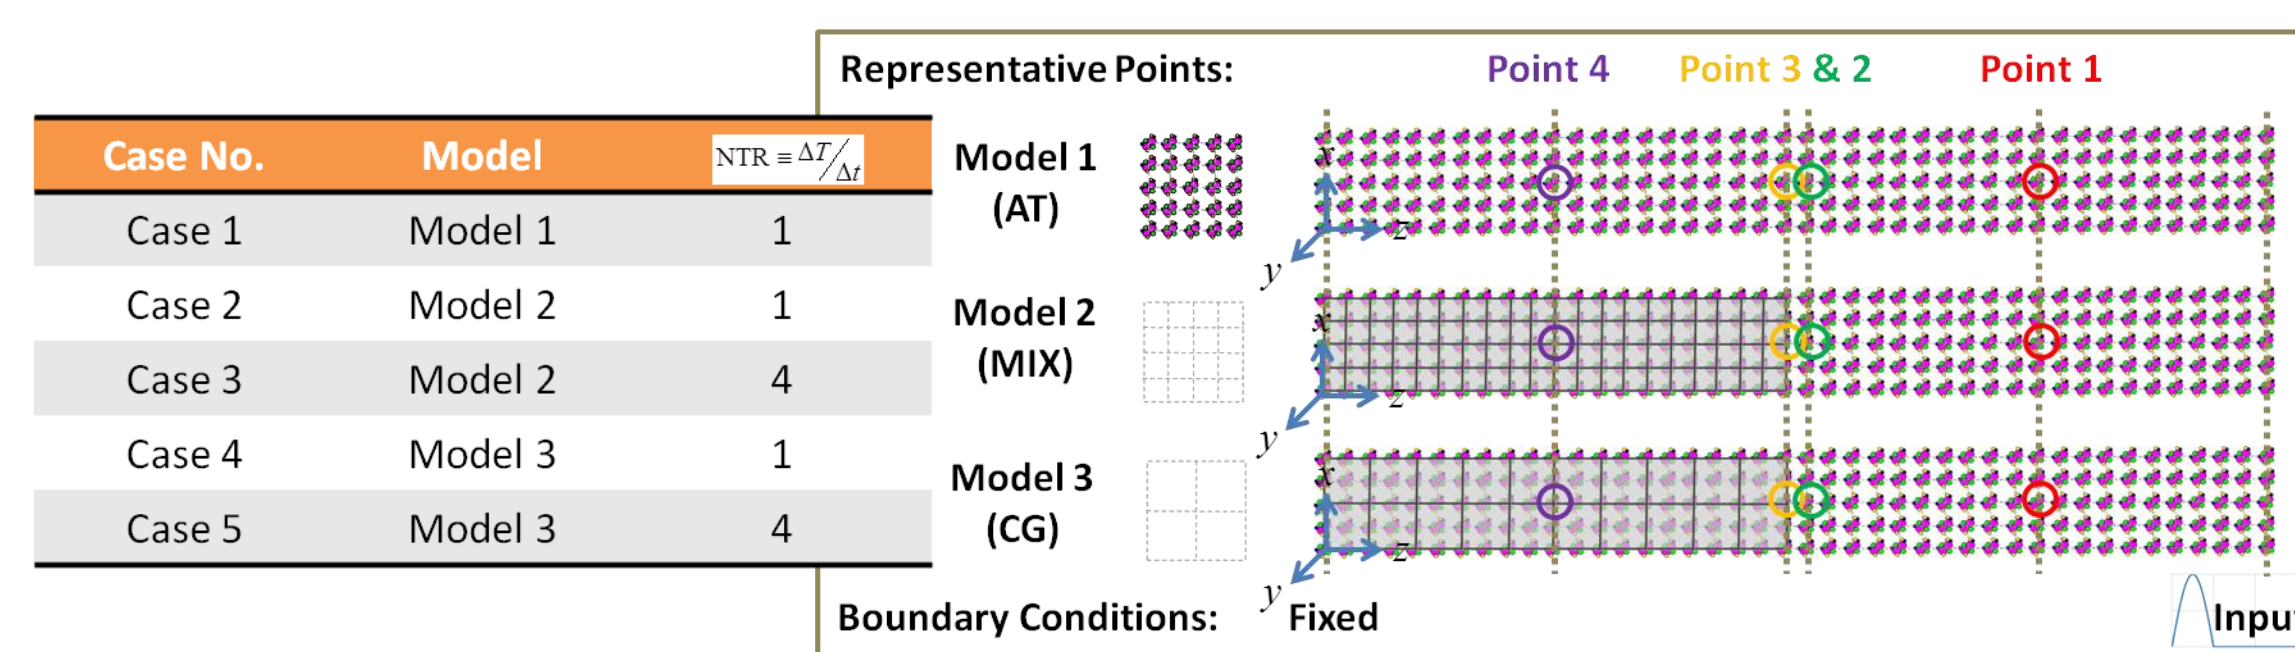 Representative Points: Point 4 Point 3 & 2 Point 1
Case No. Model NTR ≡ ΔT/Δt
Case 1 Model 1 1
Case 2 Model 2 1
Case 3 Model 2 4
Case 4 Model 3 1
Case 5 Model 3 4
Model 1
(AT)
x
z
y
Model 2
(MIX)
x
z
y
Model 3
(CG)
x
z
y
Boundary Conditions: Fixed